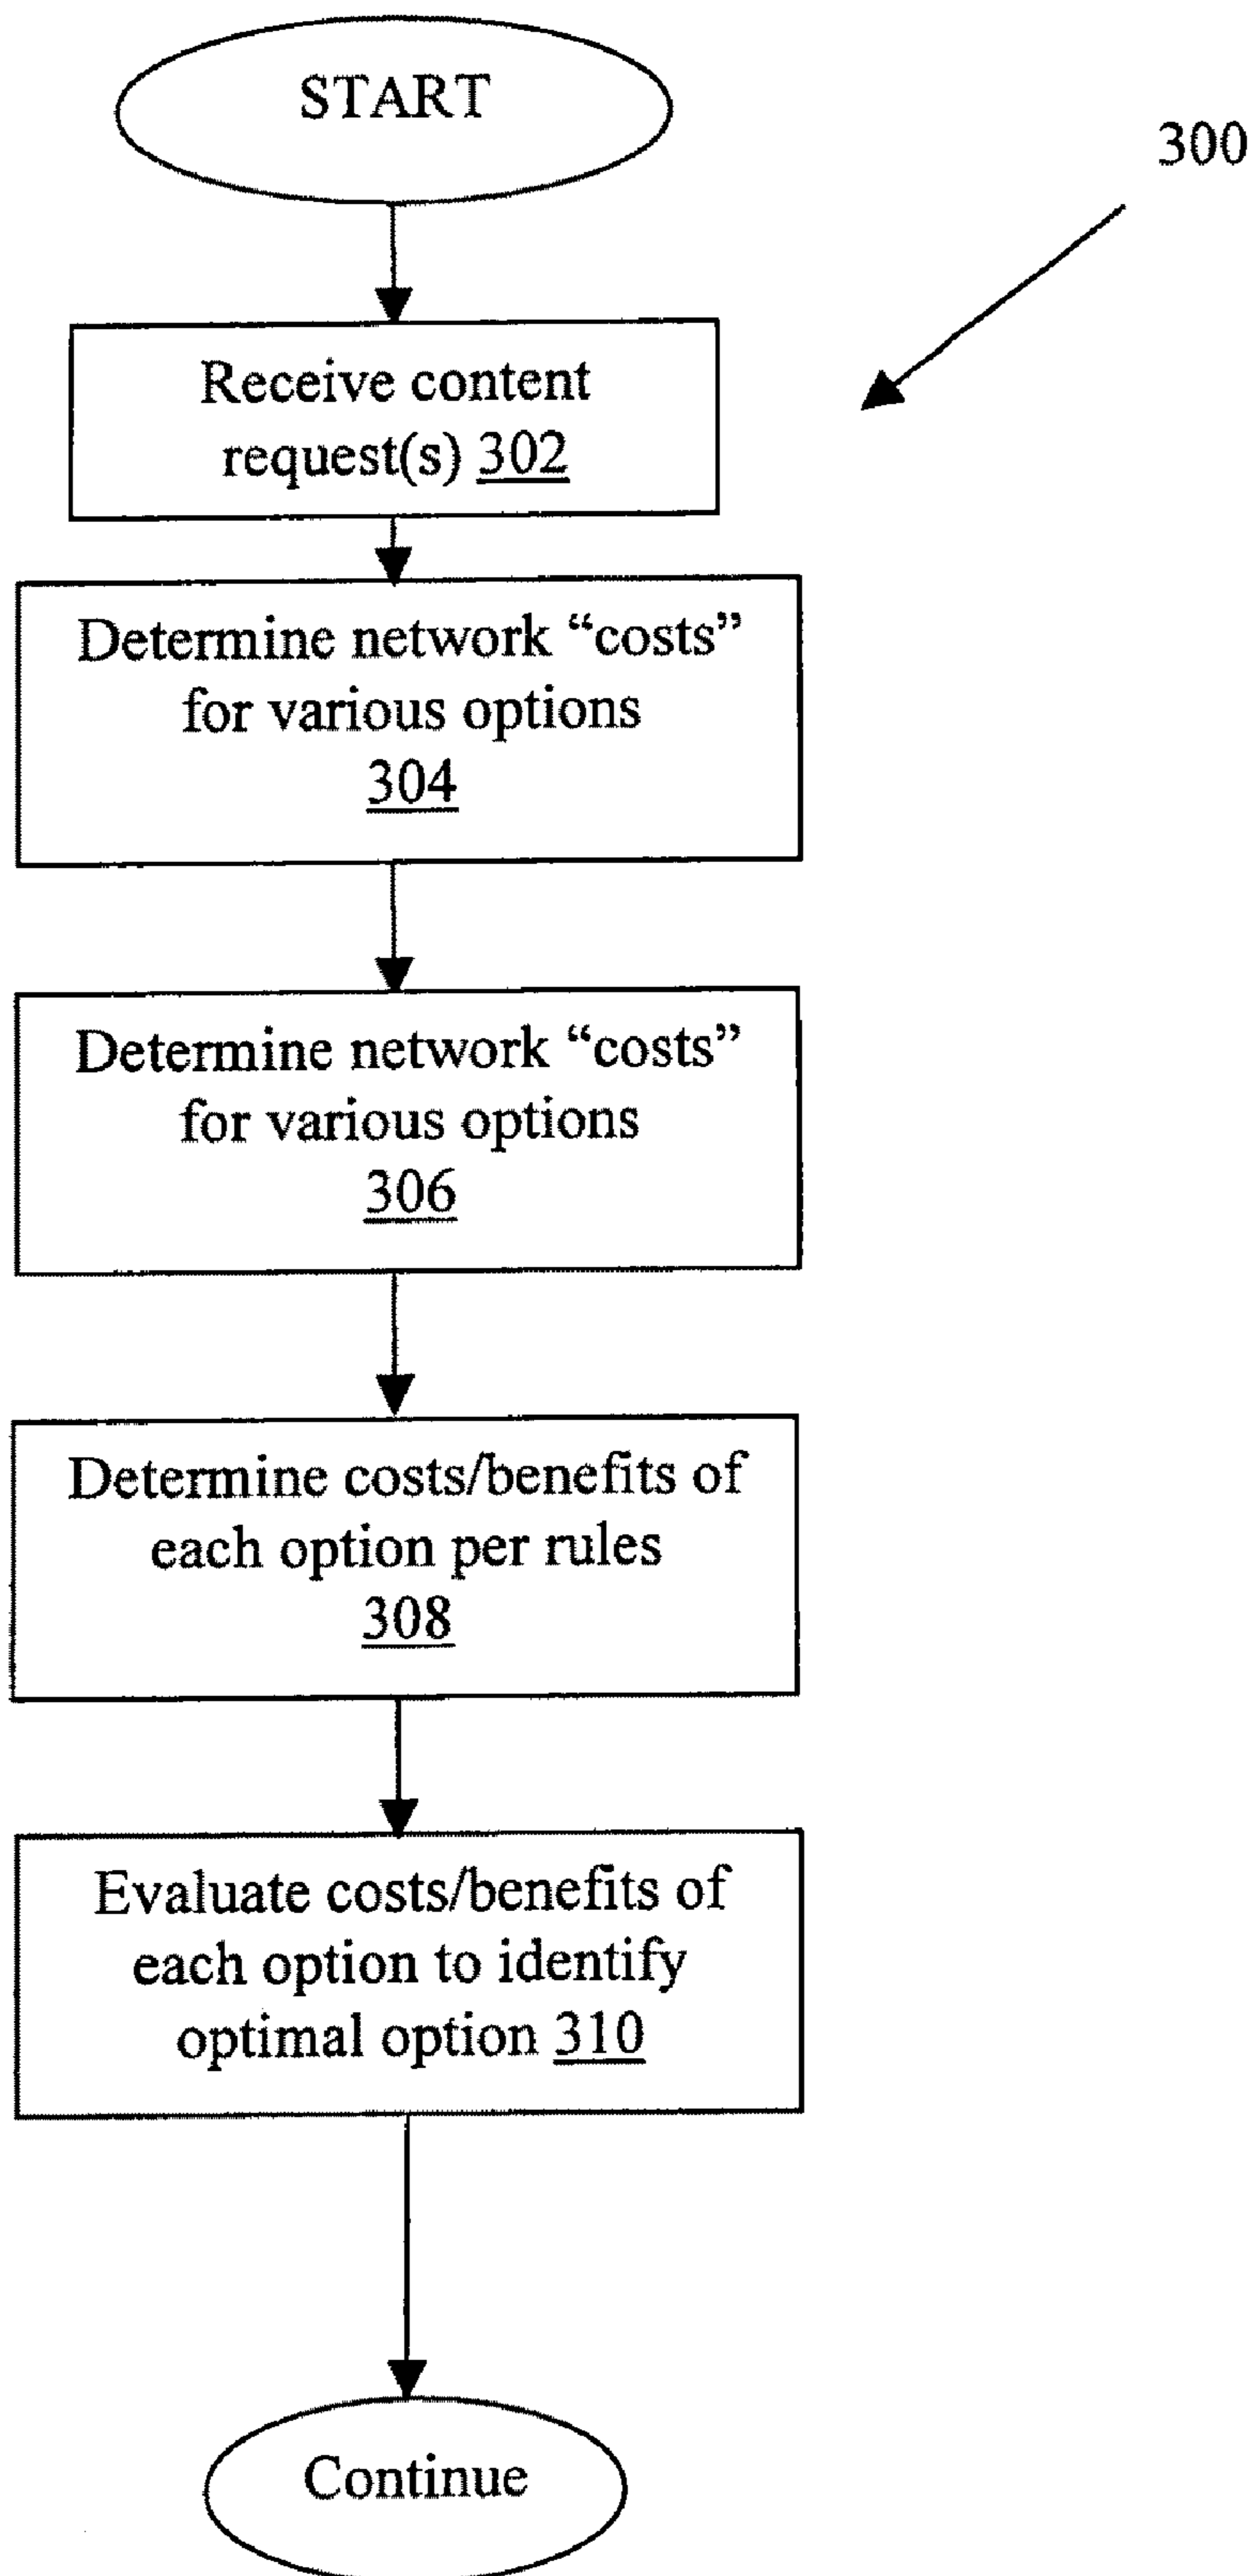 START
300
Receive content
request(s) 302
Determine network “costs”
for various options
304
Determine network “costs”
for various options
306
Determine costs/benefits of
each option per rules
308
Evaluate costs/benefits of
each option to identify
optimal option 310
Continue